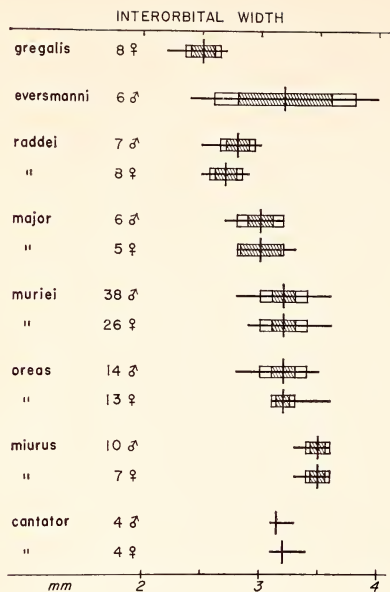 INTERORBITAL WIDTH
gregalis 8 ♀
eversmanni 6 ♂
raddei 7 ♂
" 8 ♀
major 6 ♂
" 5 ♀
muriei 38 ♂
" 26 ♀
oreas 14 ♂
" 13 ♀
miurus 10 ♂
" 7 ♀
cantator 4 ♂
" 4 ♀
mm 2 3 4